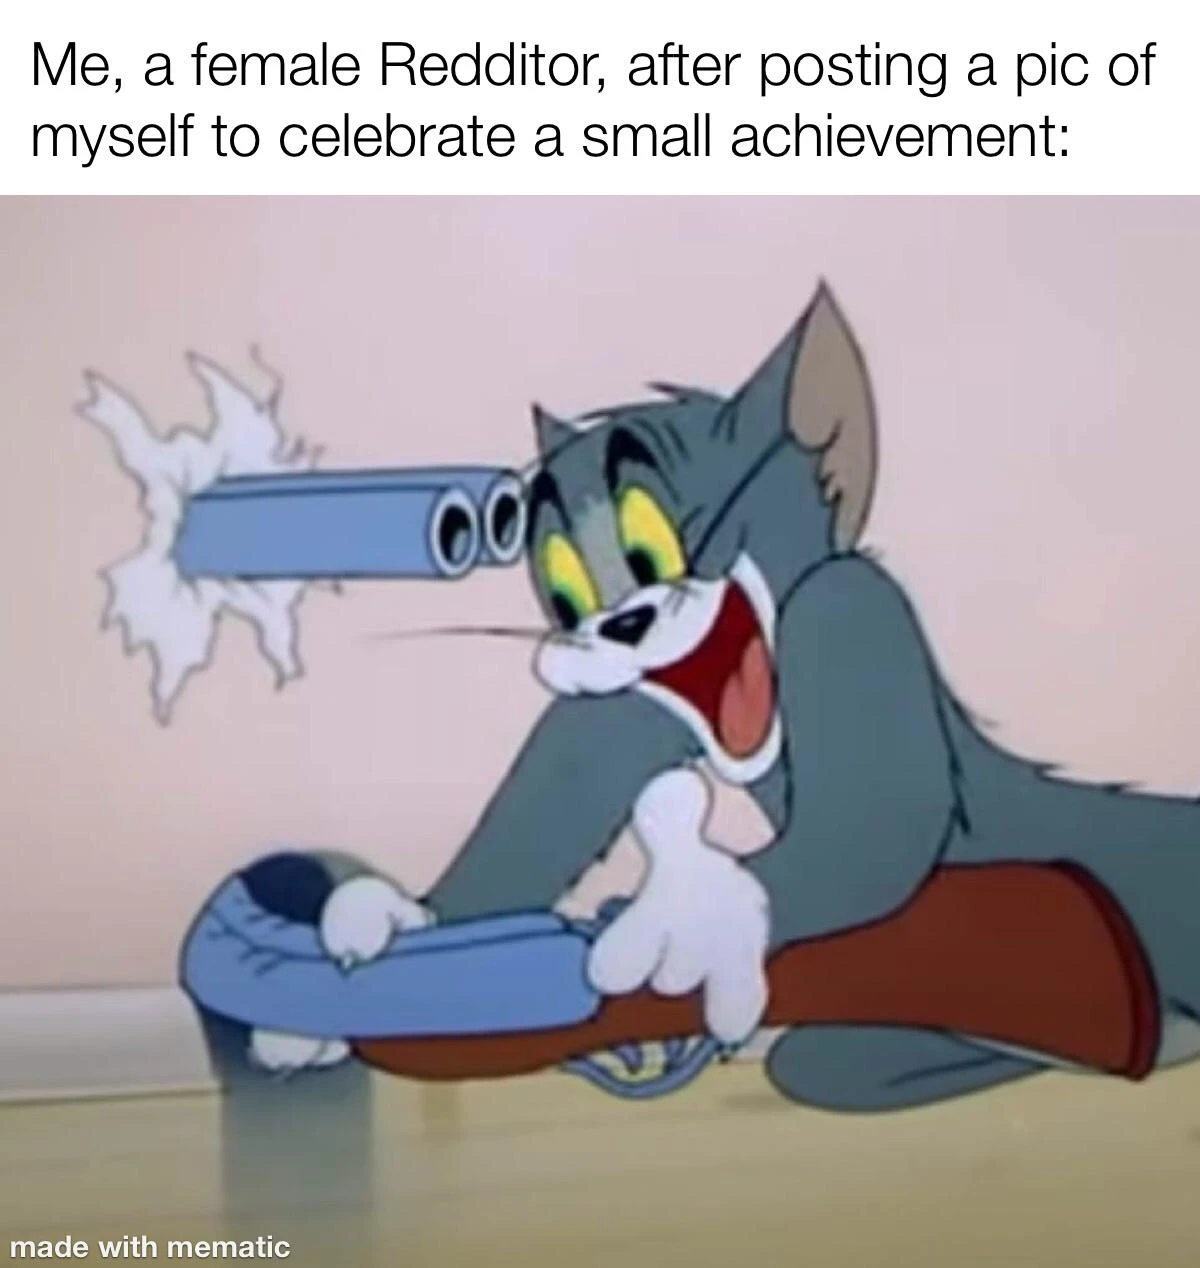 Me, a female Redditor, after posting a pic of
myself to celebrate a small achievement:
made with mematic